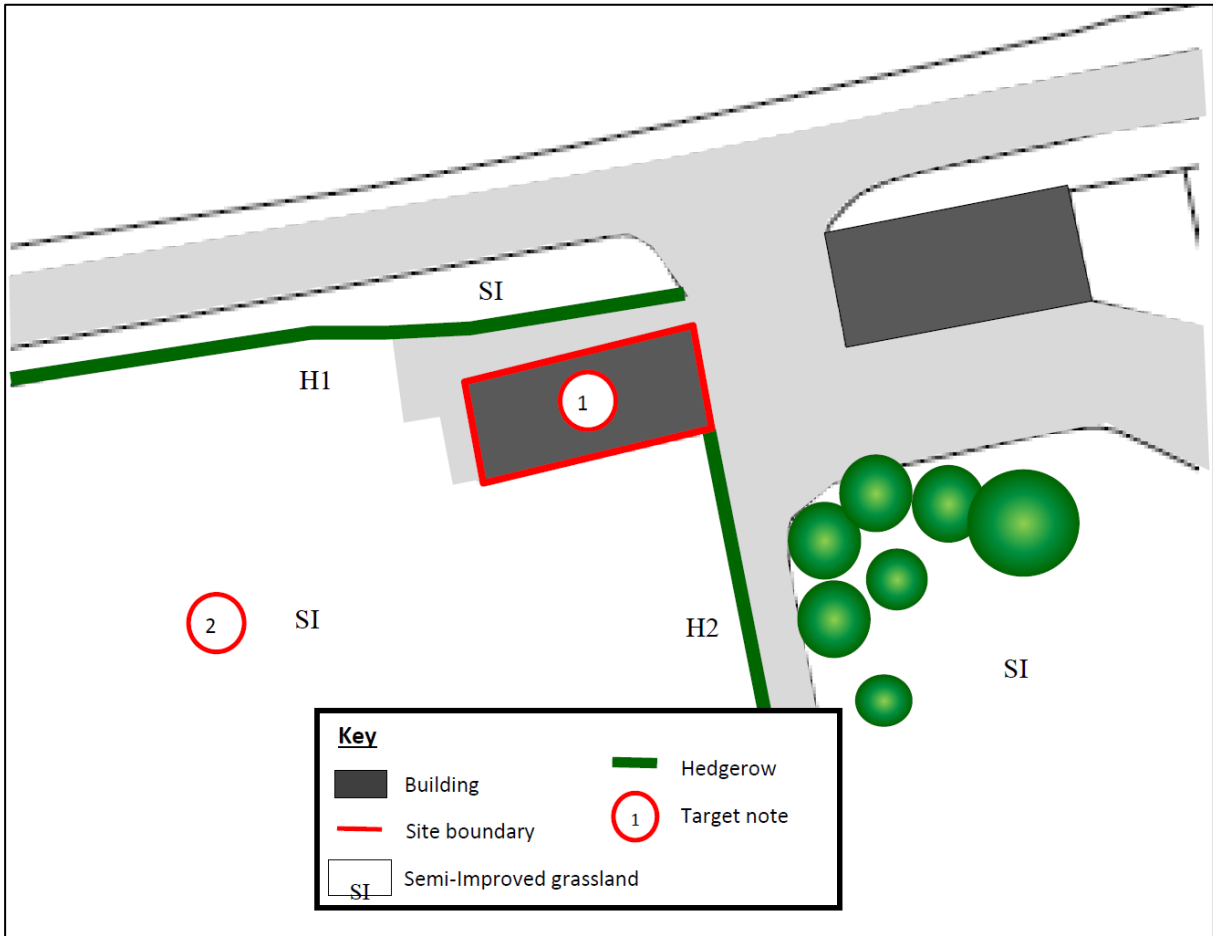 SI
H1
1
2
SI
H2
SI
Key
Building
Hedgerow
Site boundary
1
Target note
SI
Semi-Improved grassland